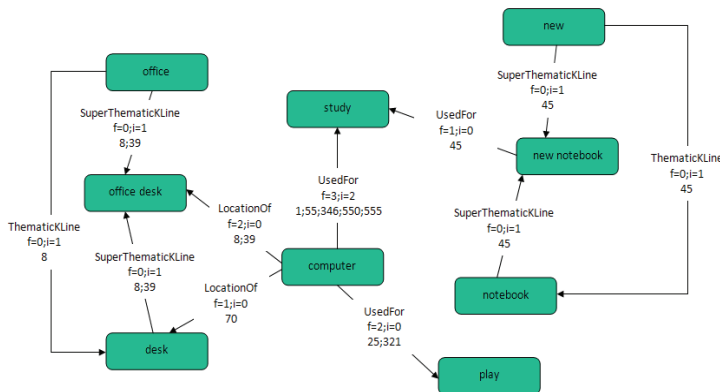 new
office
SuperThematicKLine
f=0;i=1
45
SuperThematicKLine
f=0;i=1
8;39
study
UsedFor
f=1;i=0
45
new notebook
ThematicKLine
f=0;i=1
45
UsedFor
f=3;i=2
1;55;346;550;555
office desk
LocationOf
f=2;i=0
8;39
SuperThematicKLine
f=0;i=1
45
ThematicKLine
f=0;i=1
8
SuperThematicKLine
f=0;i=1
8;39
computer
LocationOf
f=1;i=0
70
notebook
UsedFor
f=2;i=0
25;321
desk
play